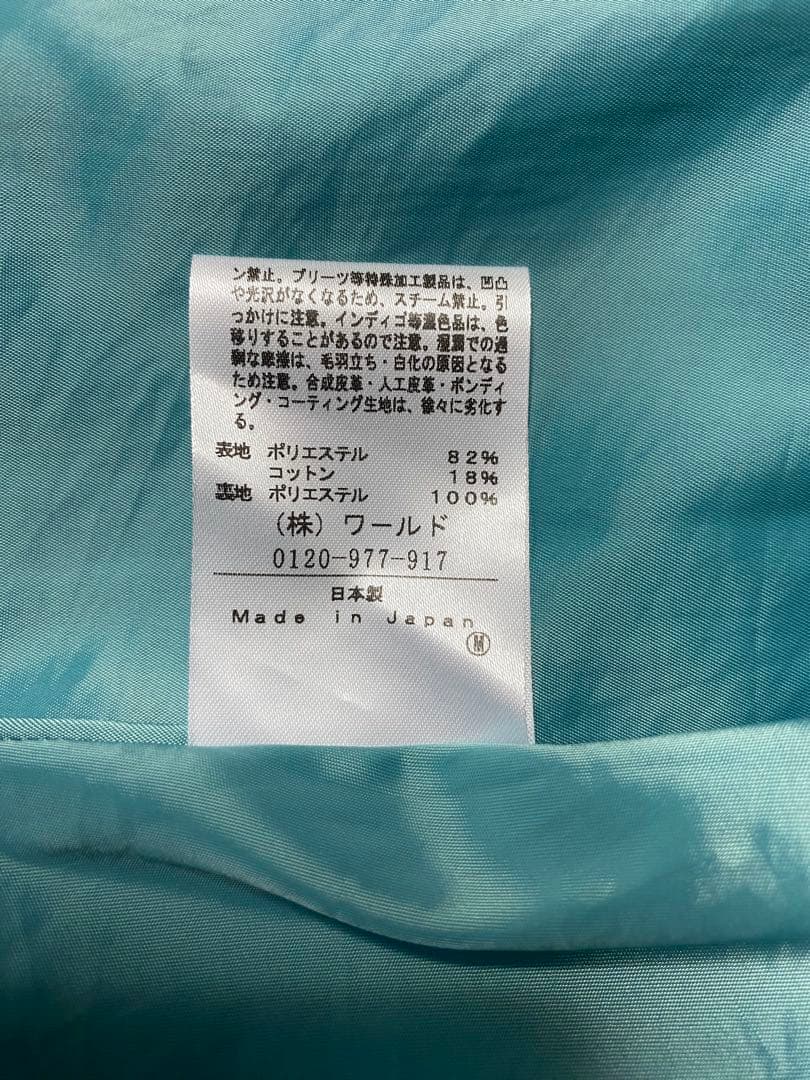 ン禁止。プリーツ等特殊加工製品は、凹凸
や光沢がなくなるため、スチーム禁止。引
っかけに注意。インディゴ等濃色品は、色
移りすることがあるので注意。湿潤での過
剰な摩擦は、毛羽立ち・白化の原因となる
ため注意。合成皮革・人工皮革・ボンディ
ング・コーティング生地は、徐々に劣化す
る。
表地 ポリエステル 82%
コットン 18%
裏地 ポリエステル 100%
(株)ワールド
0120-977-917
日本製
Made in Japan
M